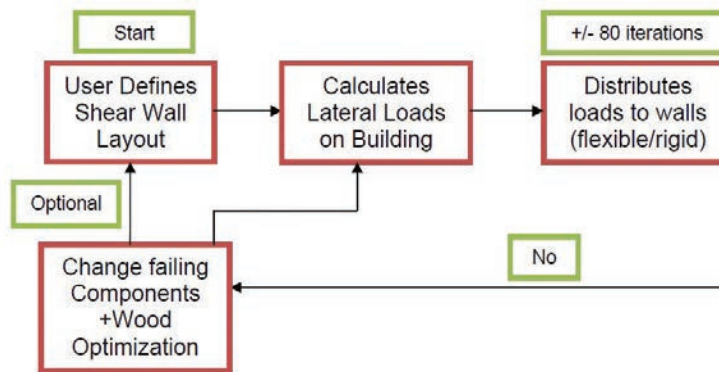 Start
+/- 80 iterations
User Defines
Shear Wall
Layout
Calculates
Lateral Loads
on Building
Distributes
loads to walls
(flexible/rigid)
Optional
No
Change failing
Components
+Wood
Optimization